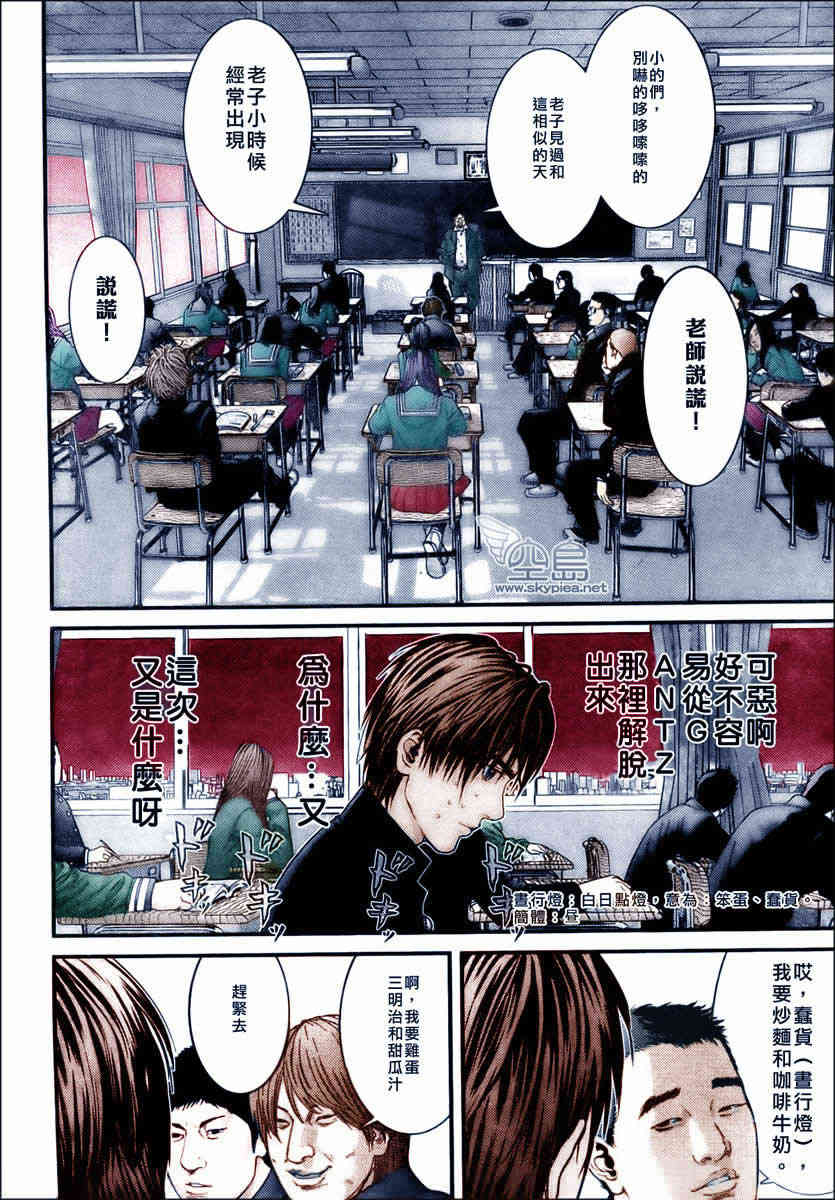 小的們，
別嚇的哆哆嗦嗦的
老子見過和
這相似的天
老子小時候
經常出現
老師說謊！
說謊！
空島
www.skypiea.net
可惡啊
好不容
易從G
ANTZ
那裡解脫
出來
為什麼…又
這次…
又是什麼呀
ドキ
ドキ
ドキ
ドキ
晝行燈：白日點燈，意為：笨蛋、蠢貨。
簡體：昼
哎，蠢貨（晝行燈），
我要炒麵和咖啡牛奶。
啊，我要雞蛋
三明治和甜瓜汁
趕緊去